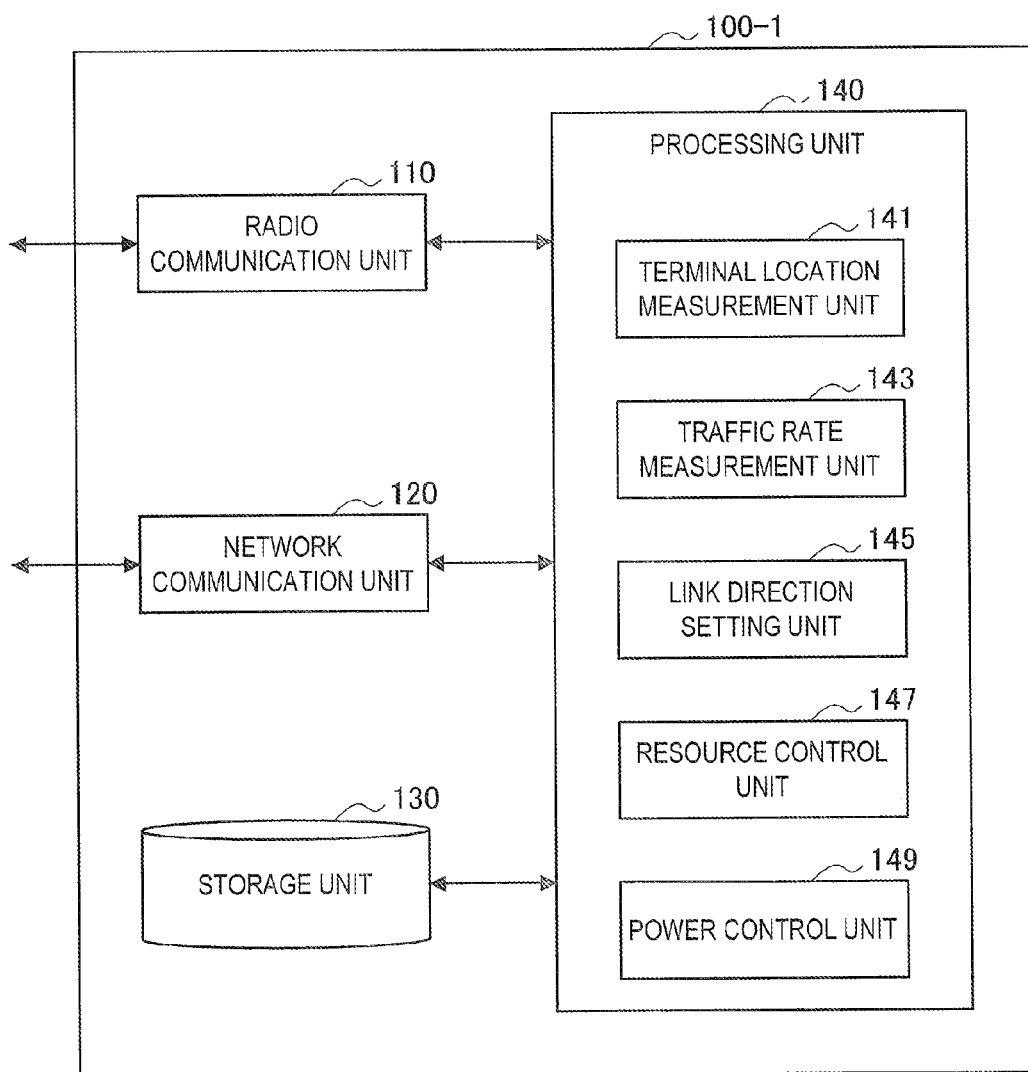 100-1
140
PROCESSING UNIT
110
RADIO
COMMUNICATION UNIT
141
TERMINAL LOCATION
MEASUREMENT UNIT
143
TRAFFIC RATE
MEASUREMENT UNIT
120
NETWORK
COMMUNICATION UNIT
145
LINK DIRECTION
SETTING UNIT
147
RESOURCE CONTROL
UNIT
130
STORAGE UNIT
149
POWER CONTROL UNIT